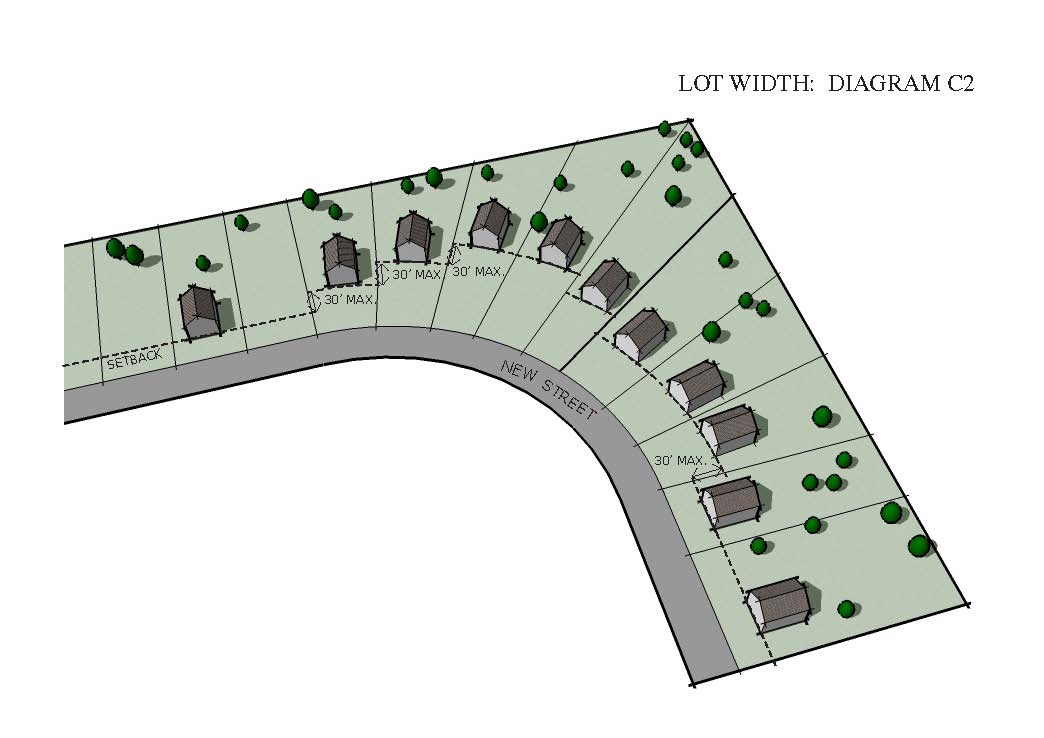 LOT WIDTH: DIAGRAM C2
30' MAX.
30' MAX.
30' MAX.
SETBACK
NEW STREET
30' MAX.